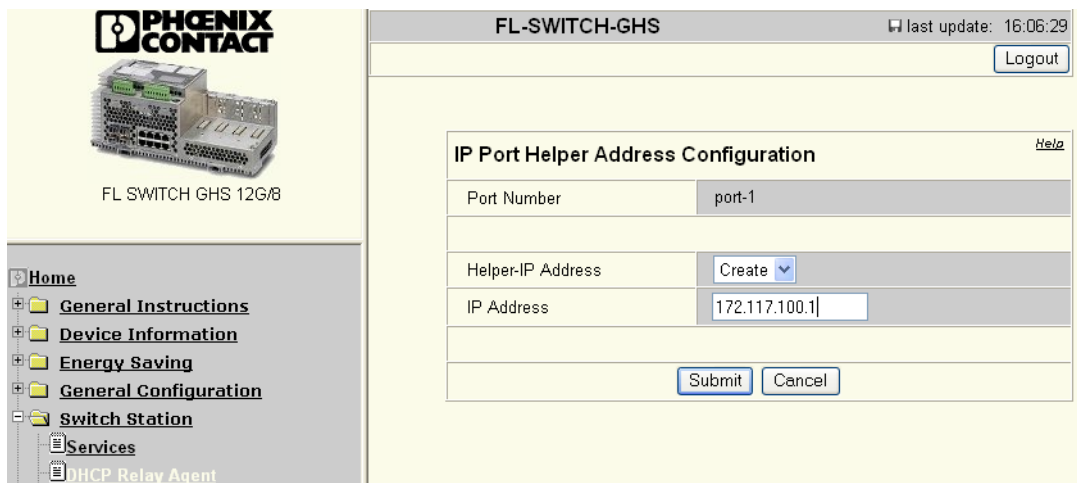 PHŒNIX
CONTACT
FL SWITCH GHS 12G/8
Home
General Instructions
Device Information
Energy Saving
General Configuration
Switch Station
Services
DHCP Relay Agent
FL-SWITCH-GHS
last update: 16:06:29
Logout
IP Port Helper Address Configuration
Help
Port Number port-1
Helper-IP Address Create
IP Address 172.117.100.1
Submit Cancel